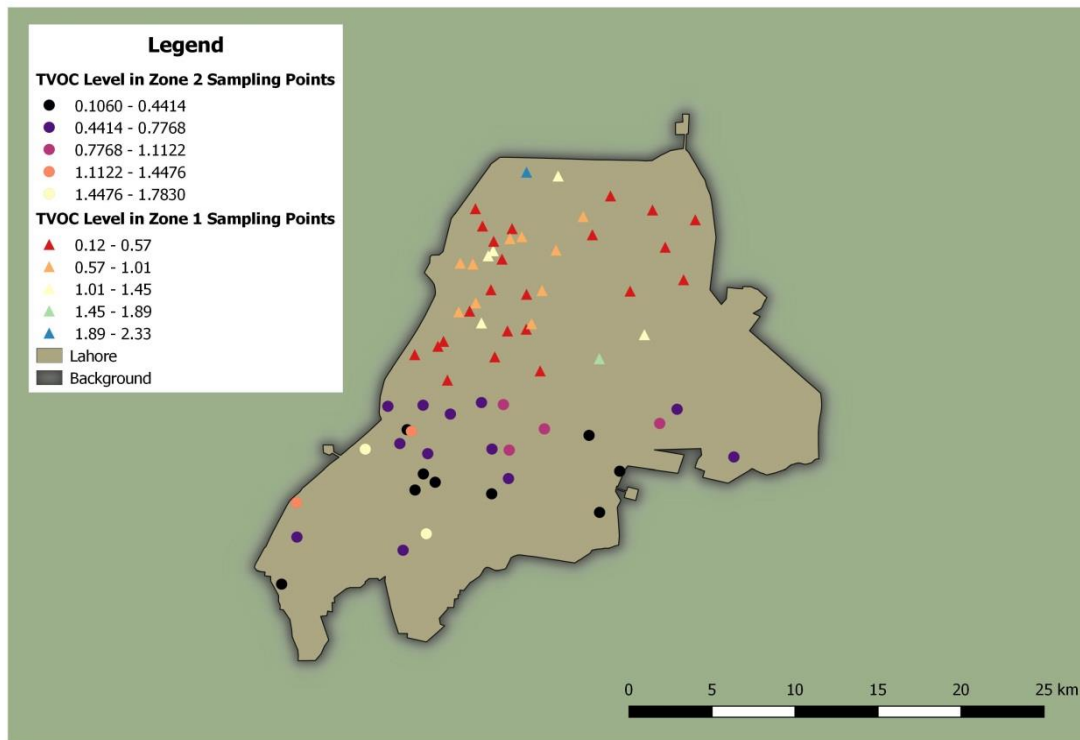 Legend
TVOC Level in Zone 2 Sampling Points
0.1060 - 0.4414
0.4414 - 0.7768
0.7768 - 1.1122
1.1122 - 1.4476
1.4476 - 1.7830
TVOC Level in Zone 1 Sampling Points
0.12 - 0.57
0.57 - 1.01
1.01 - 1.45
1.45 - 1.89
1.89 - 2.33
Lahore
Background
0 5 10 15 20 25 km